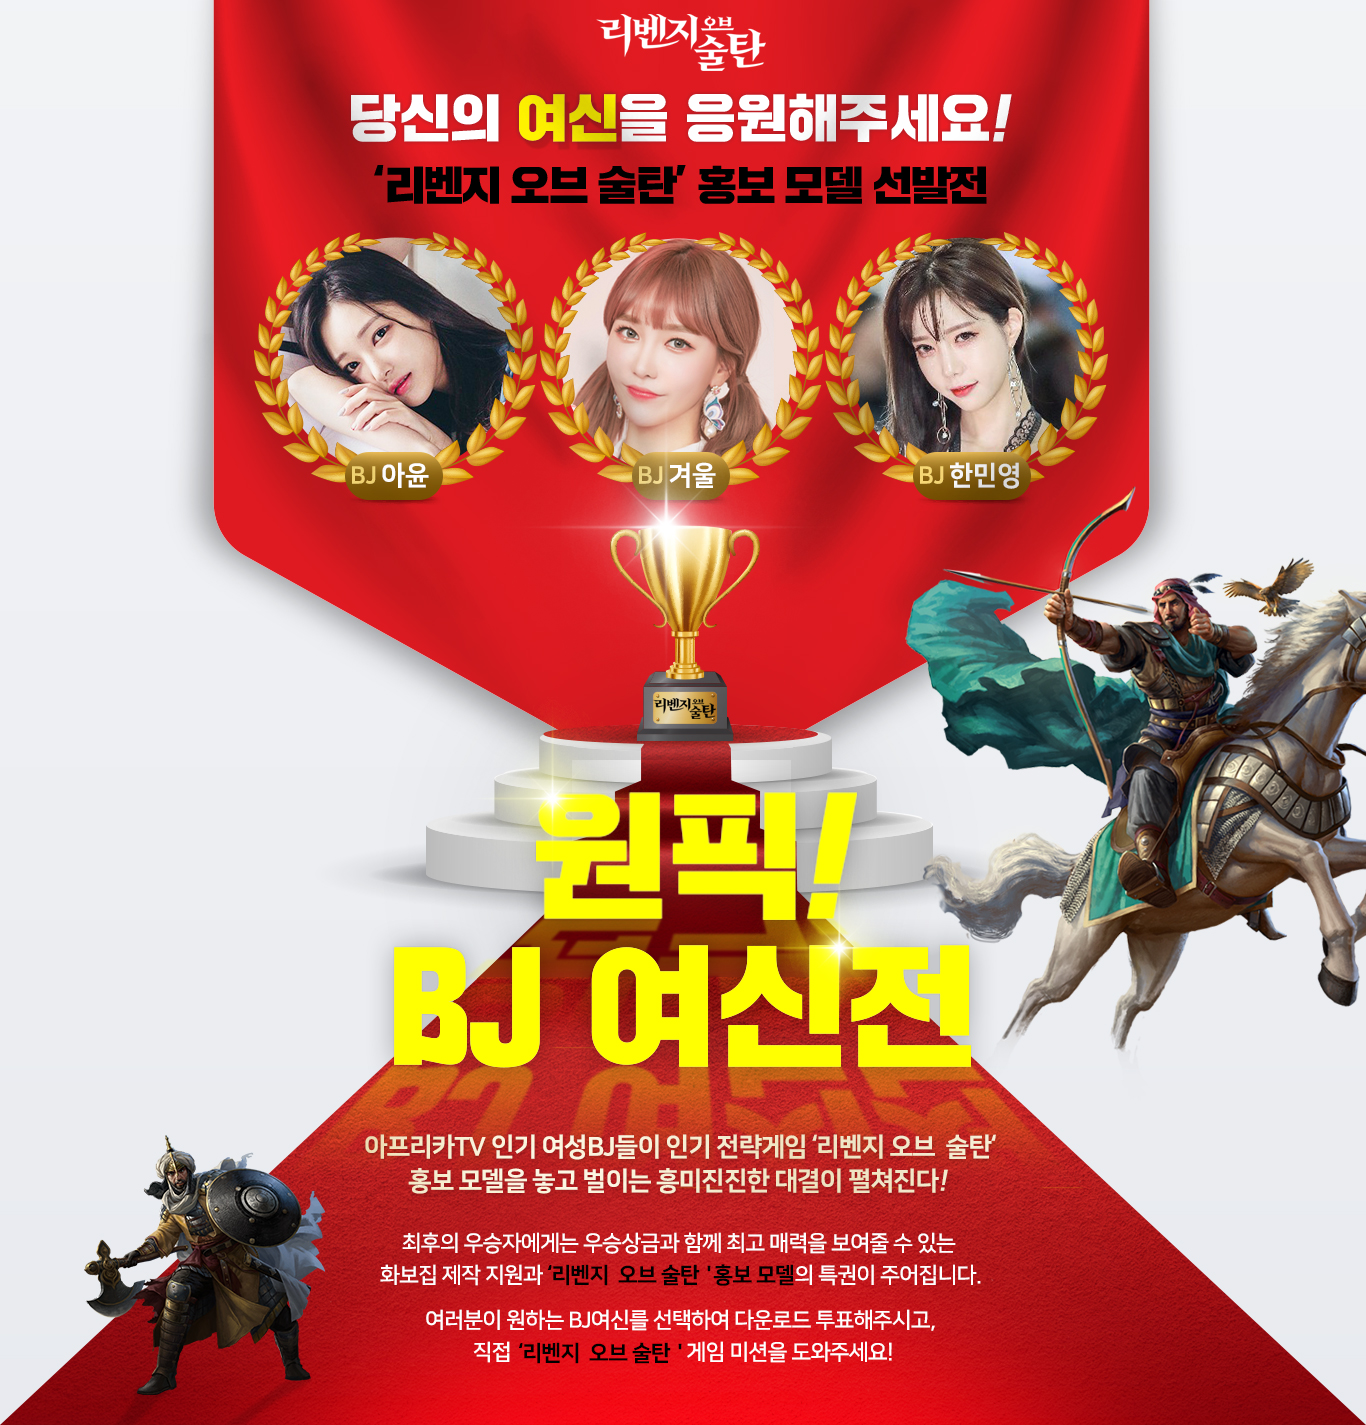 리벤지 오브 술탄
당신의 여신을 응원해주세요!
‘리벤지 오브 술탄’ 홍보 모델 선발전
BJ 아윤
BJ 겨울
BJ 한민영
리벤지 오브 술탄
원픽!
BJ 여신전
아프리카TV 인기 여성BJ들이 인기 전략게임 ‘리벤지 오브 술탄‘
홍보 모델을 놓고 벌이는 흥미진진한 대결이 펼쳐진다!
최후의 우승자에게는 우승상금과 함께 최고 매력을 보여줄 수 있는
화보집 제작 지원과 ‘리벤지 오브 술탄 ' 홍보 모델의 특권이 주어집니다.
여러분이 원하는 BJ여신를 선택하여 다운로드 투표해주시고,
직접 ‘리벤지 오브 술탄 ' 게임 미션을 도와주세요!